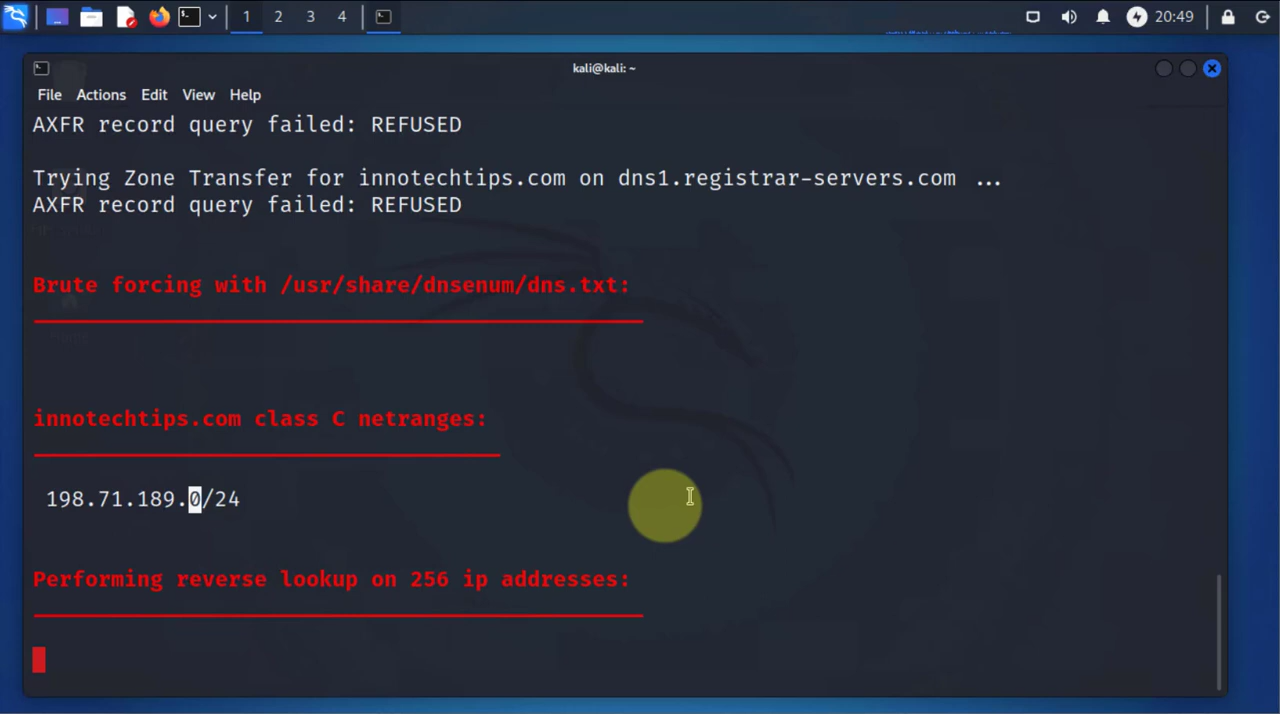 1 2 3 4 20:49
kali@kali: ~
File Actions Edit View Help
AXFR record query failed: REFUSED
Trying Zone Transfer for innotechtips.com on dns1.registrar-servers.com ...
AXFR record query failed: REFUSED
Brute forcing with /usr/share/dnsenum/dns.txt:
innotechtips.com class C netranges:
198.71.189.0/24
Performing reverse lookup on 256 ip addresses: